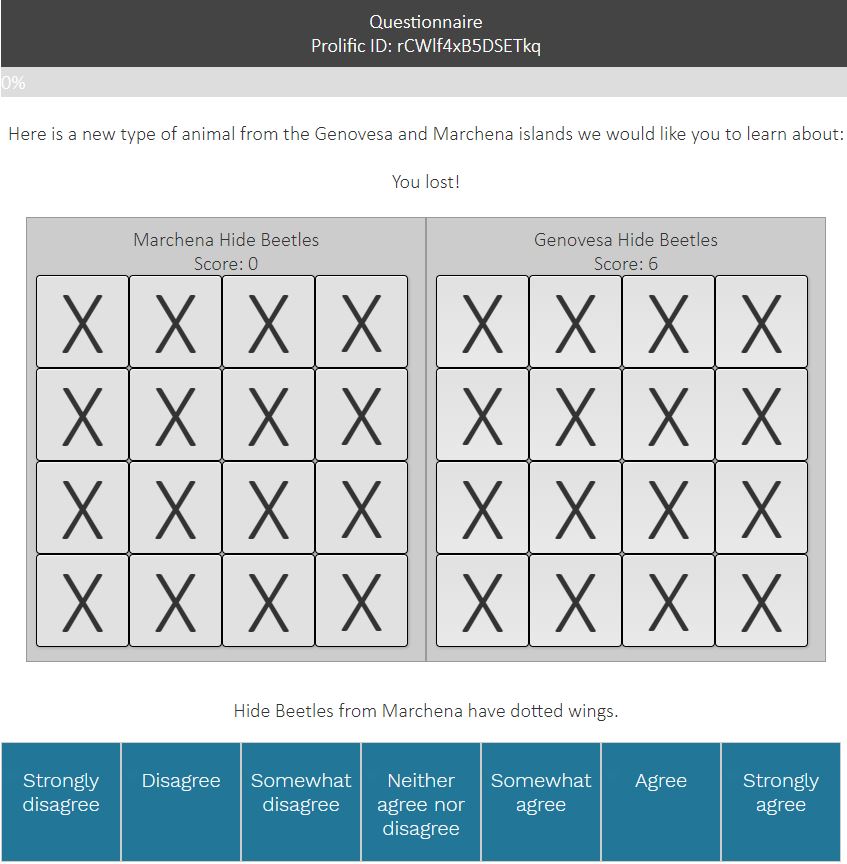 Questionnaire
Prolific ID: rCWlf4xB5DSETkq
0%
Here is a new type of animal from the Genovesa and Marchena islands we would like you to learn about:
You lost!
Marchena Hide Beetles
Score: 0
Genovesa Hide Beetles
Score: 6
X X X X X X X X
X X X X X X X X
X X X X X X X X
X X X X X X X X
Hide Beetles from Marchena have dotted wings.
Strongly disagree
Disagree
Somewhat disagree
Neither agree nor disagree
Somewhat agree
Agree
Strongly agree